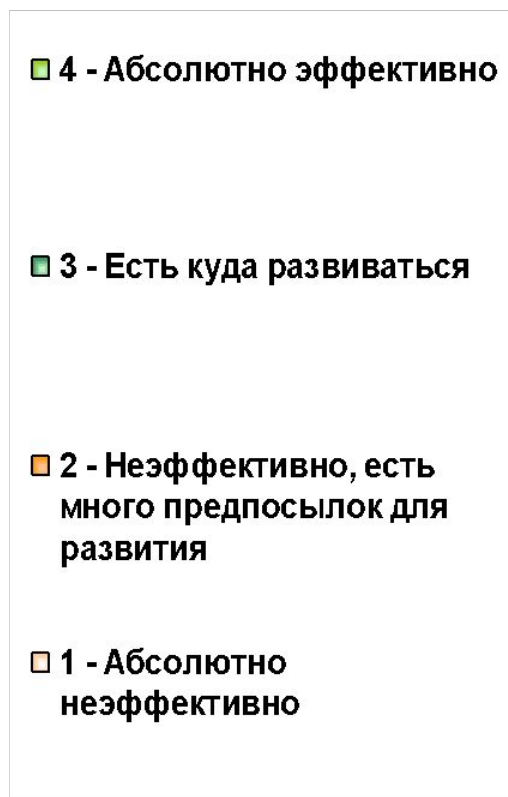 4 - Абсолютно эффективно
3 - Есть куда развиваться
2 - Неэффективно, есть
много предпосылок для
развития
1 - Абсолютно
неэффективно